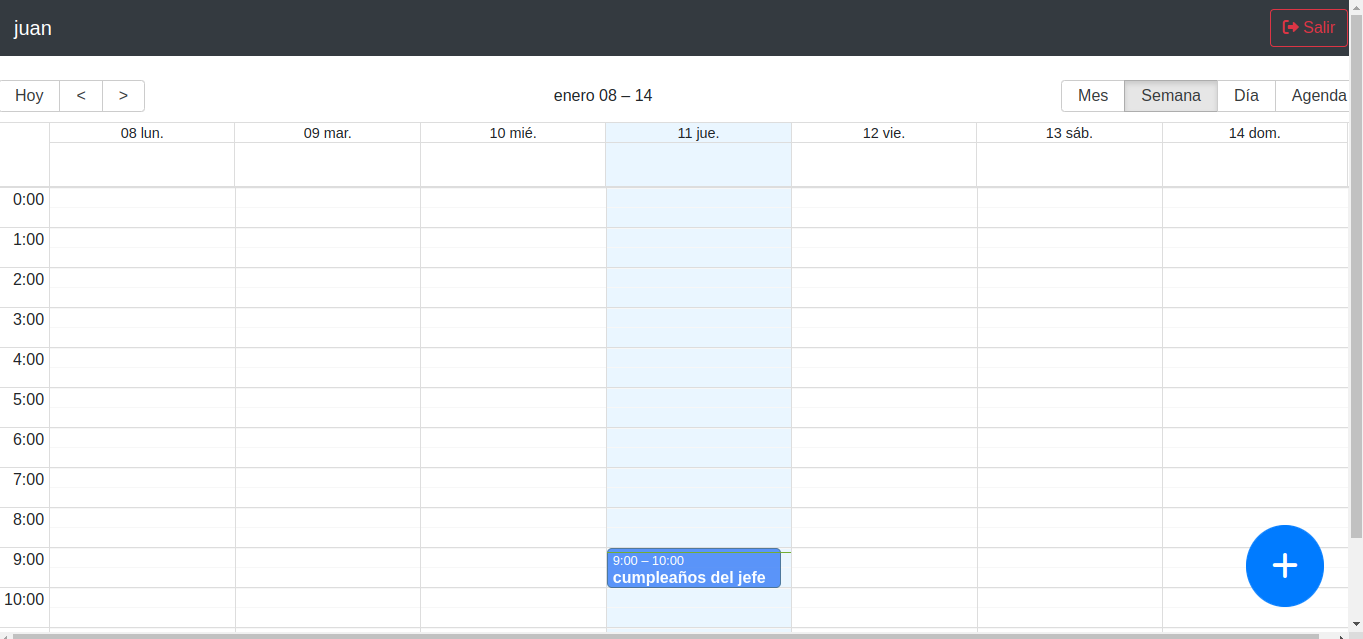 juan
Salir
Hoy < > enero 08 – 14 Mes Semana Día Agenda
08 lun. 09 mar. 10 mié. 11 jue. 12 vie. 13 sáb. 14 dom.
0:00
1:00
2:00
3:00
4:00
5:00
6:00
7:00
8:00
9:00
9:00 – 10:00
cumpleaños del jefe
10:00